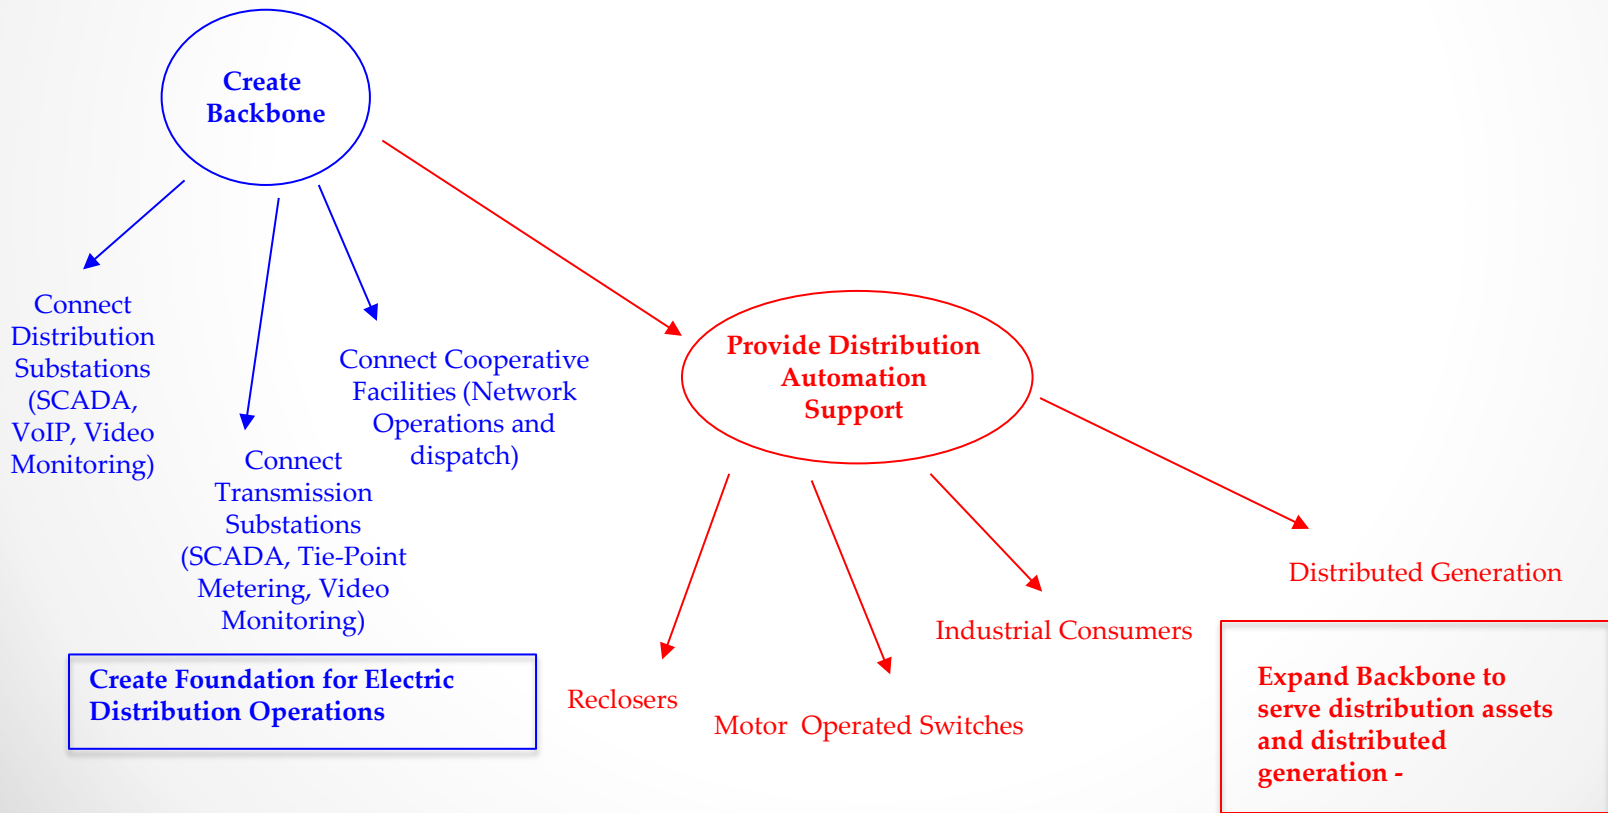 Create
Backbone
Connect
Distribution
Substations
(SCADA,
VoIP, Video
Monitoring)
Connect
Transmission
Substations
(SCADA, Tie-Point
Metering, Video
Monitoring)
Connect Cooperative
Facilities (Network
Operations and
dispatch)
Create Foundation for Electric
Distribution Operations
Provide Distribution
Automation
Support
Reclosers
Motor  Operated Switches
Industrial Consumers
Distributed Generation
Expand Backbone to
serve distribution assets
and distributed
generation -